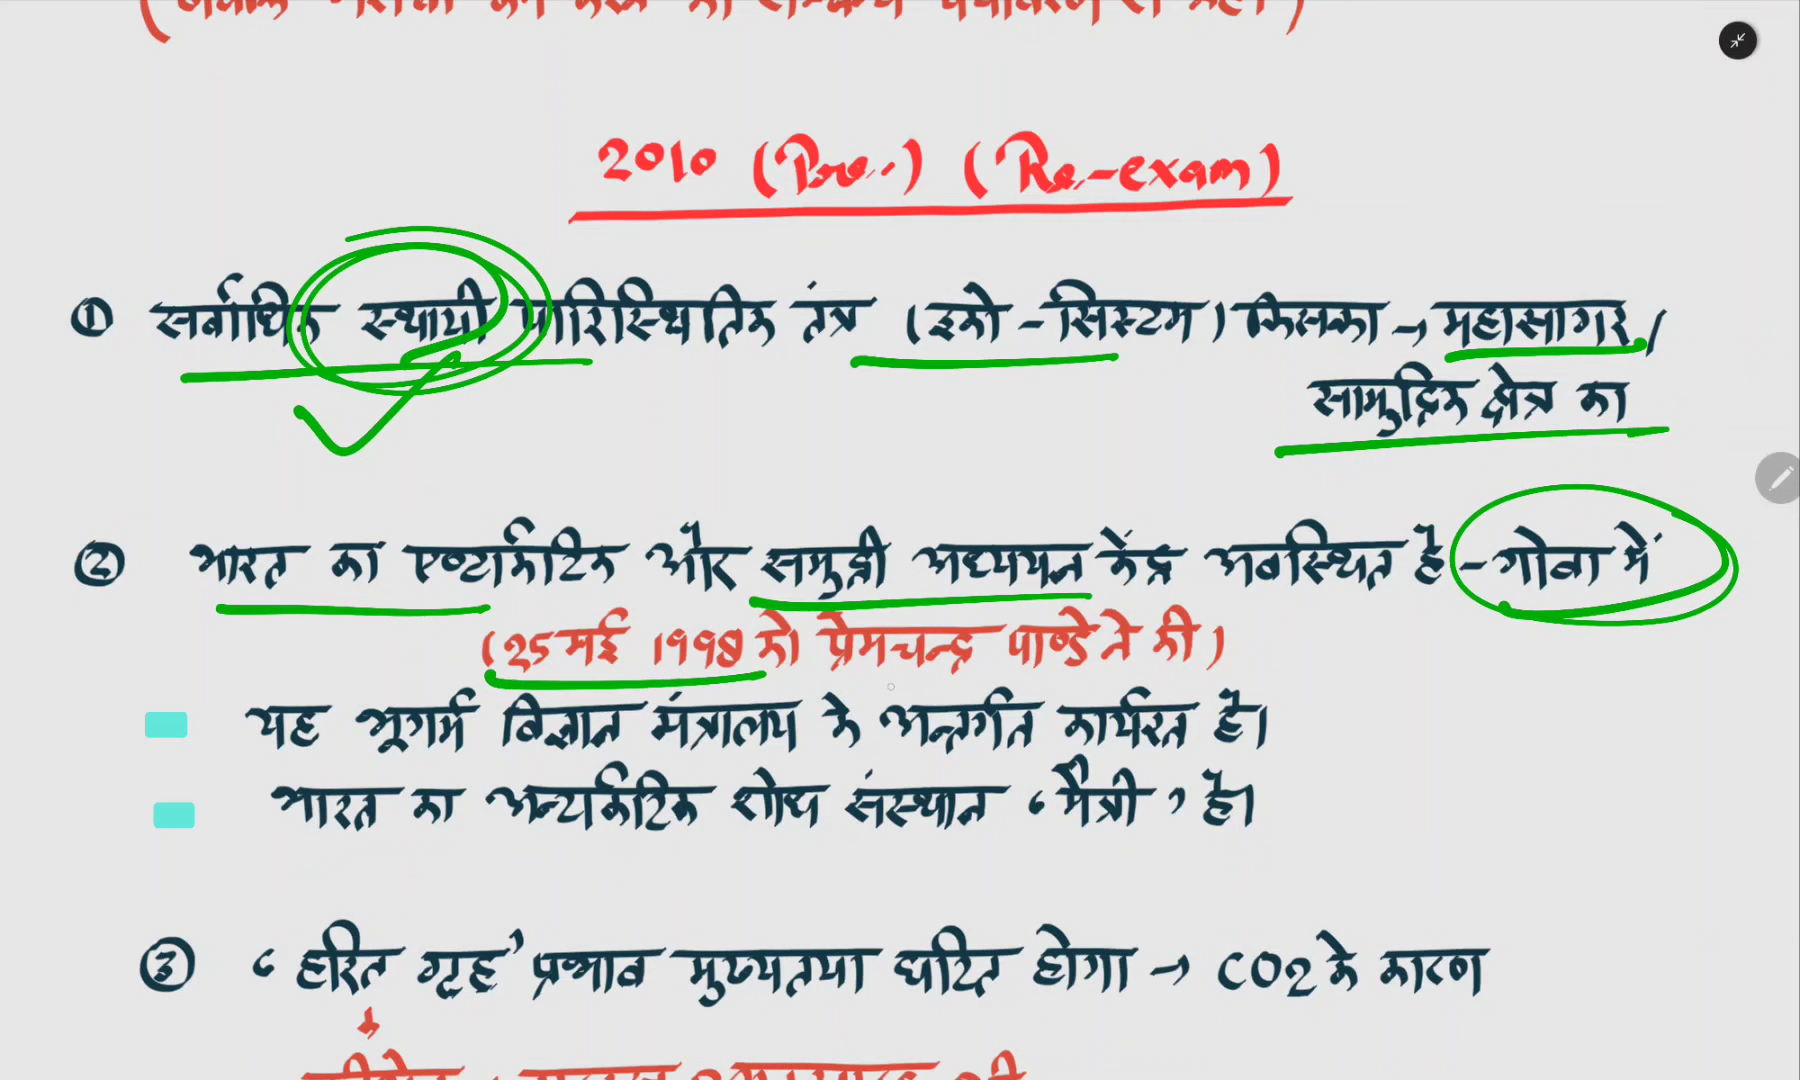 2010 (Pre..) (Re-exam)
① सर्वाधिक स्थायी पारिस्थितिक तंत्र (इको-सिस्टम) किसका → महासागर /
सामुद्रिक क्षेत्र का
② भारत का एण्टार्कटिक और समुद्री अध्ययन केंद्र अवस्थित है - गोवा में
(25 मई 1998 को प्रेमचन्द्र पाण्डे ने की)
यह भूगर्भ विज्ञान मंत्रालय के अन्तर्गत कार्यरत है।
भारत का अन्टार्कटिक शोध संस्थान ‘मैत्री’ है।
③ ‘हरित गृह’ प्रभाव मुख्यतया घटित होगा → CO2 के कारण